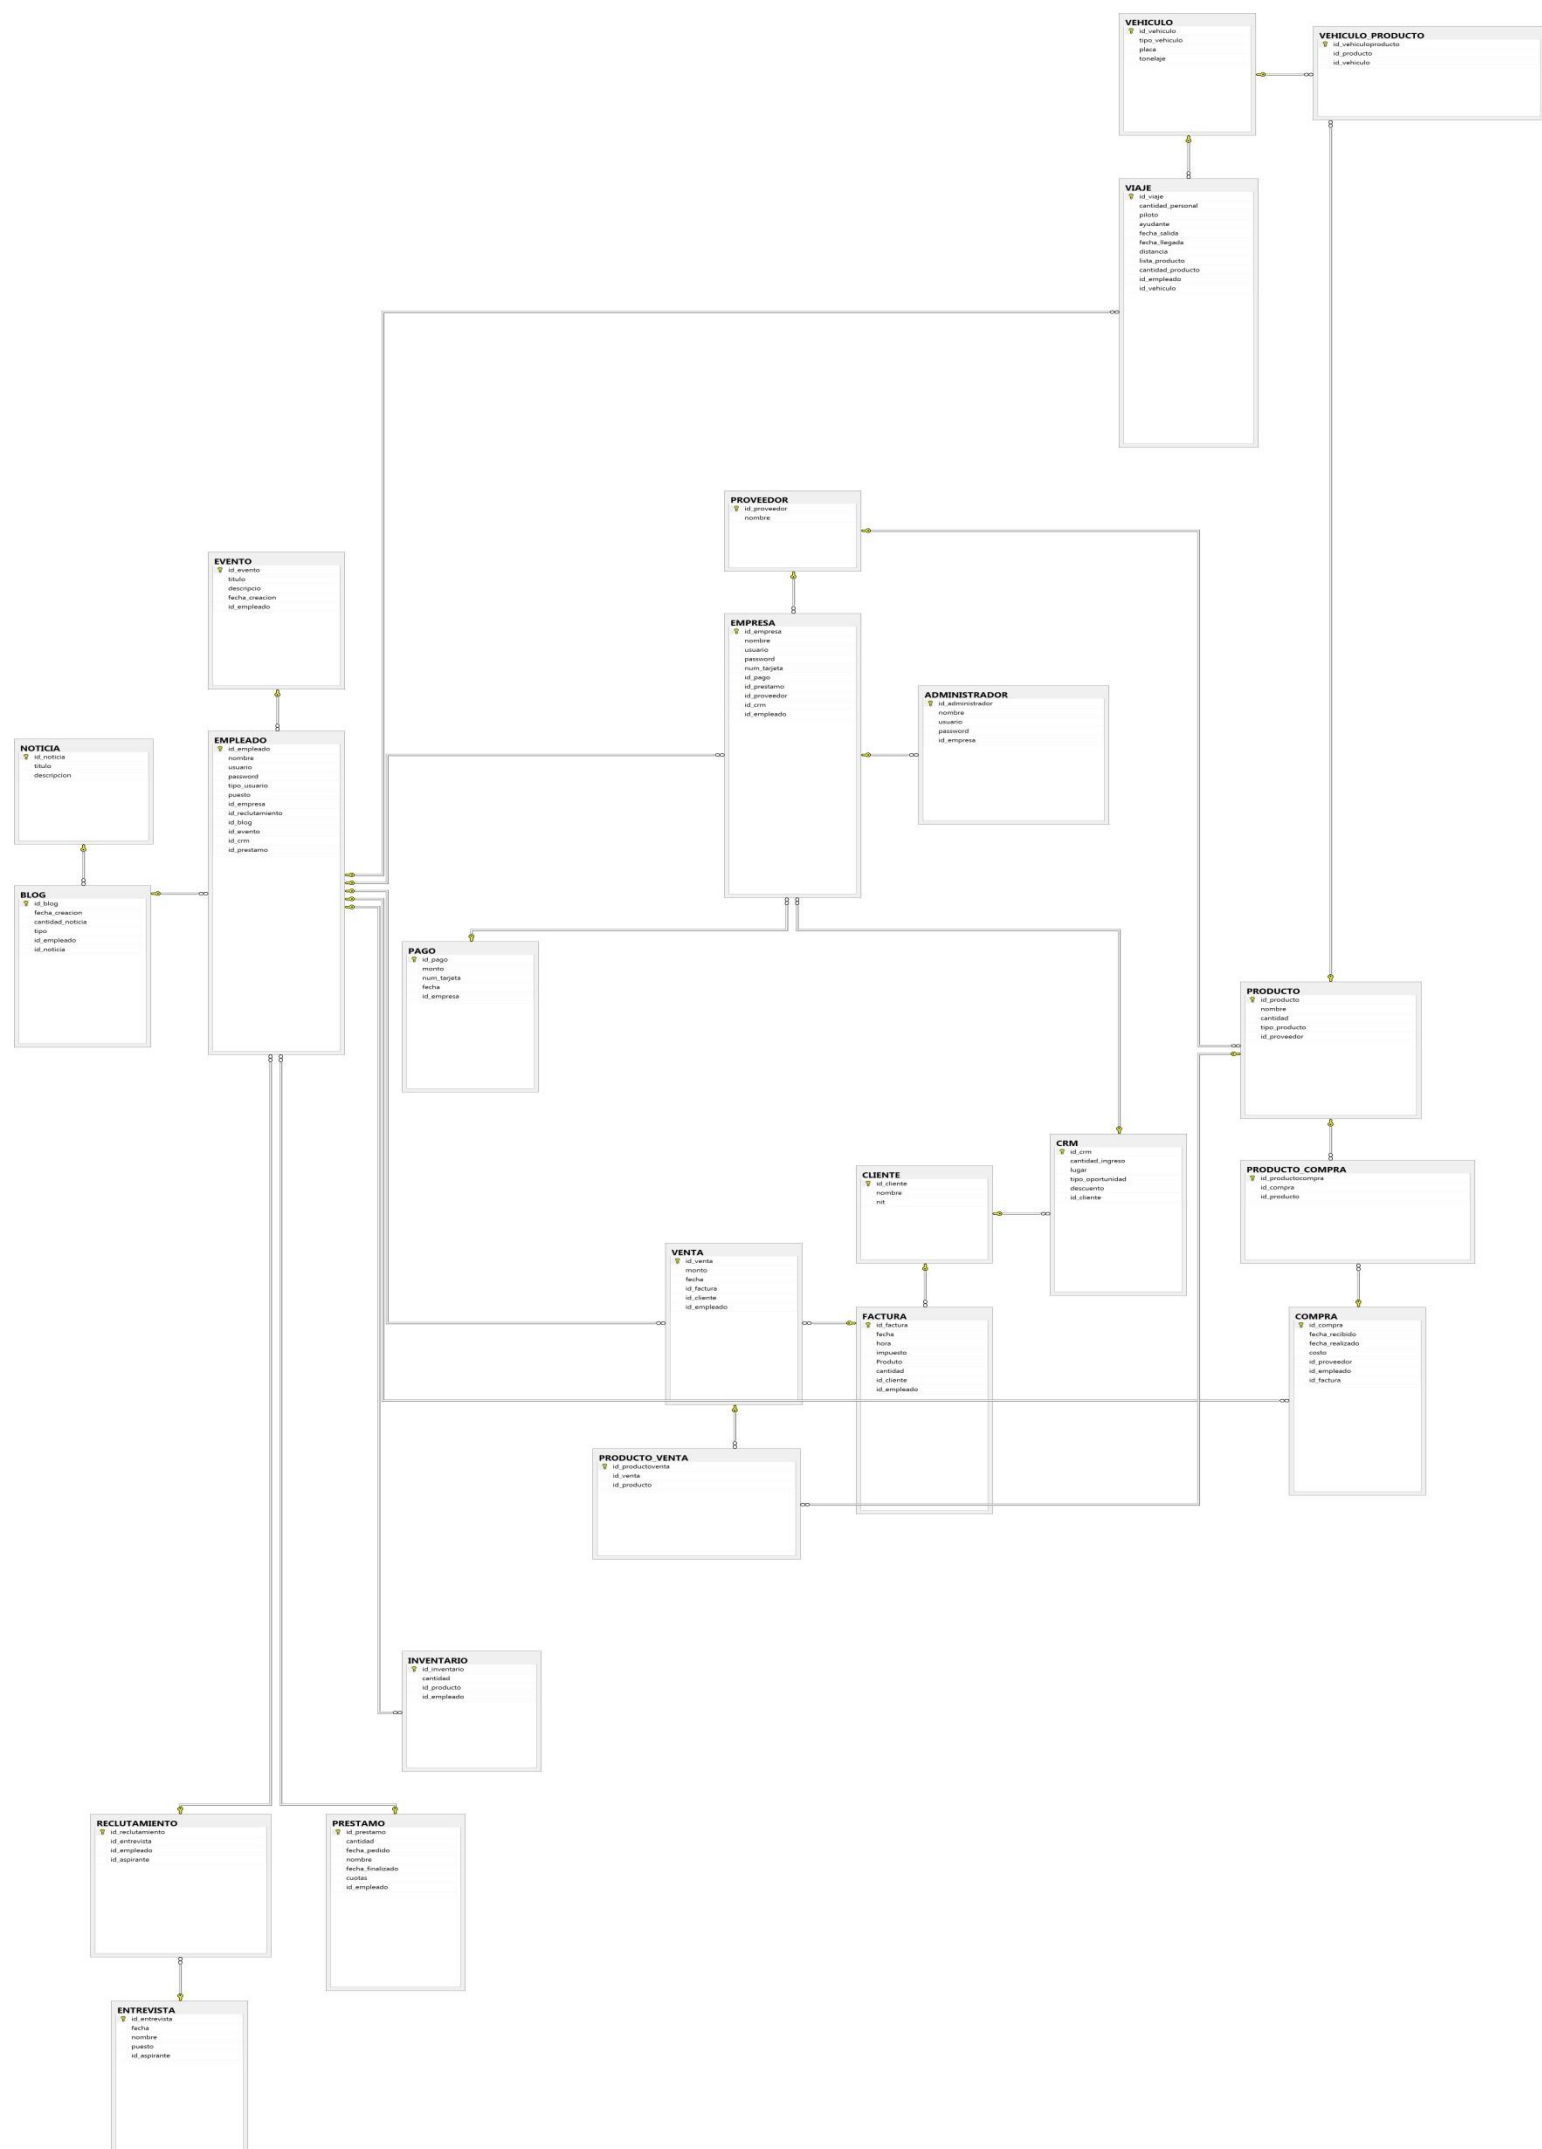 VEHICULO
id_vehiculo
tipo_vehiculo
placa
tonelaje
VEHICULO_PRODUCTO
id_vehiculoproducto
id_producto
id_vehiculo
VIAJE
id_viaje
cantidad_personal
piloto
ayudante
fecha_salida
fecha_llegada
distancia
lista_producto
cantidad_producto
id_empleado
id_vehiculo
PROVEEDOR
id_proveedor
nombre
EVENTO
id_evento
titulo
descripcio
fecha_creacion
id_empleado
EMPRESA
id_empresa
nombre
usuario
password
num_tarjeta
id_pago
id_prestamo
id_proveedor
id_crm
id_empleado
ADMINISTRADOR
id_administrador
nombre
usuario
password
id_empresa
EMPLEADO
id_empleado
nombre
usuario
password
tipo_usuario
puesto
id_empresa
id_reclutamiento
id_blog
id_evento
id_crm
id_prestamo
NOTICIA
id_noticia
titulo
descripcion
BLOG
id_blog
fecha_creacion
cantidad_noticia
tipo
id_empleado
id_noticia
PAGO
id_pago
monto
num_tarjeta
fecha
id_empresa
PRODUCTO
id_producto
nombre
cantidad
tipo_producto
id_proveedor
CRM
id_crm
cantidad_ingreso
lugar
tipo_oportunidad
descuento
id_cliente
CLIENTE
id_cliente
nombre
nit
PRODUCTO_COMPRA
id_productocompra
id_compra
id_producto
VENTA
id_venta
monto
fecha
id_factura
id_cliente
id_empleado
FACTURA
id_factura
fecha
hora
impuesto
Produto
cantidad
id_cliente
id_empleado
COMPRA
id_compra
fecha_recibido
fecha_realizado
costo
id_proveedor
id_empleado
id_factura
PRODUCTO_VENTA
id_productoventa
id_venta
id_producto
INVENTARIO
id_inventario
cantidad
id_producto
id_empleado
RECLUTAMIENTO
id_reclutamiento
id_entrevista
id_empleado
id_aspirante
PRESTAMO
id_prestamo
cantidad
fecha_pedido
nombre
fecha_finalizado
cuotas
id_empleado
ENTREVISTA
id_entrevista
fecha
nombre
puesto
id_aspirante